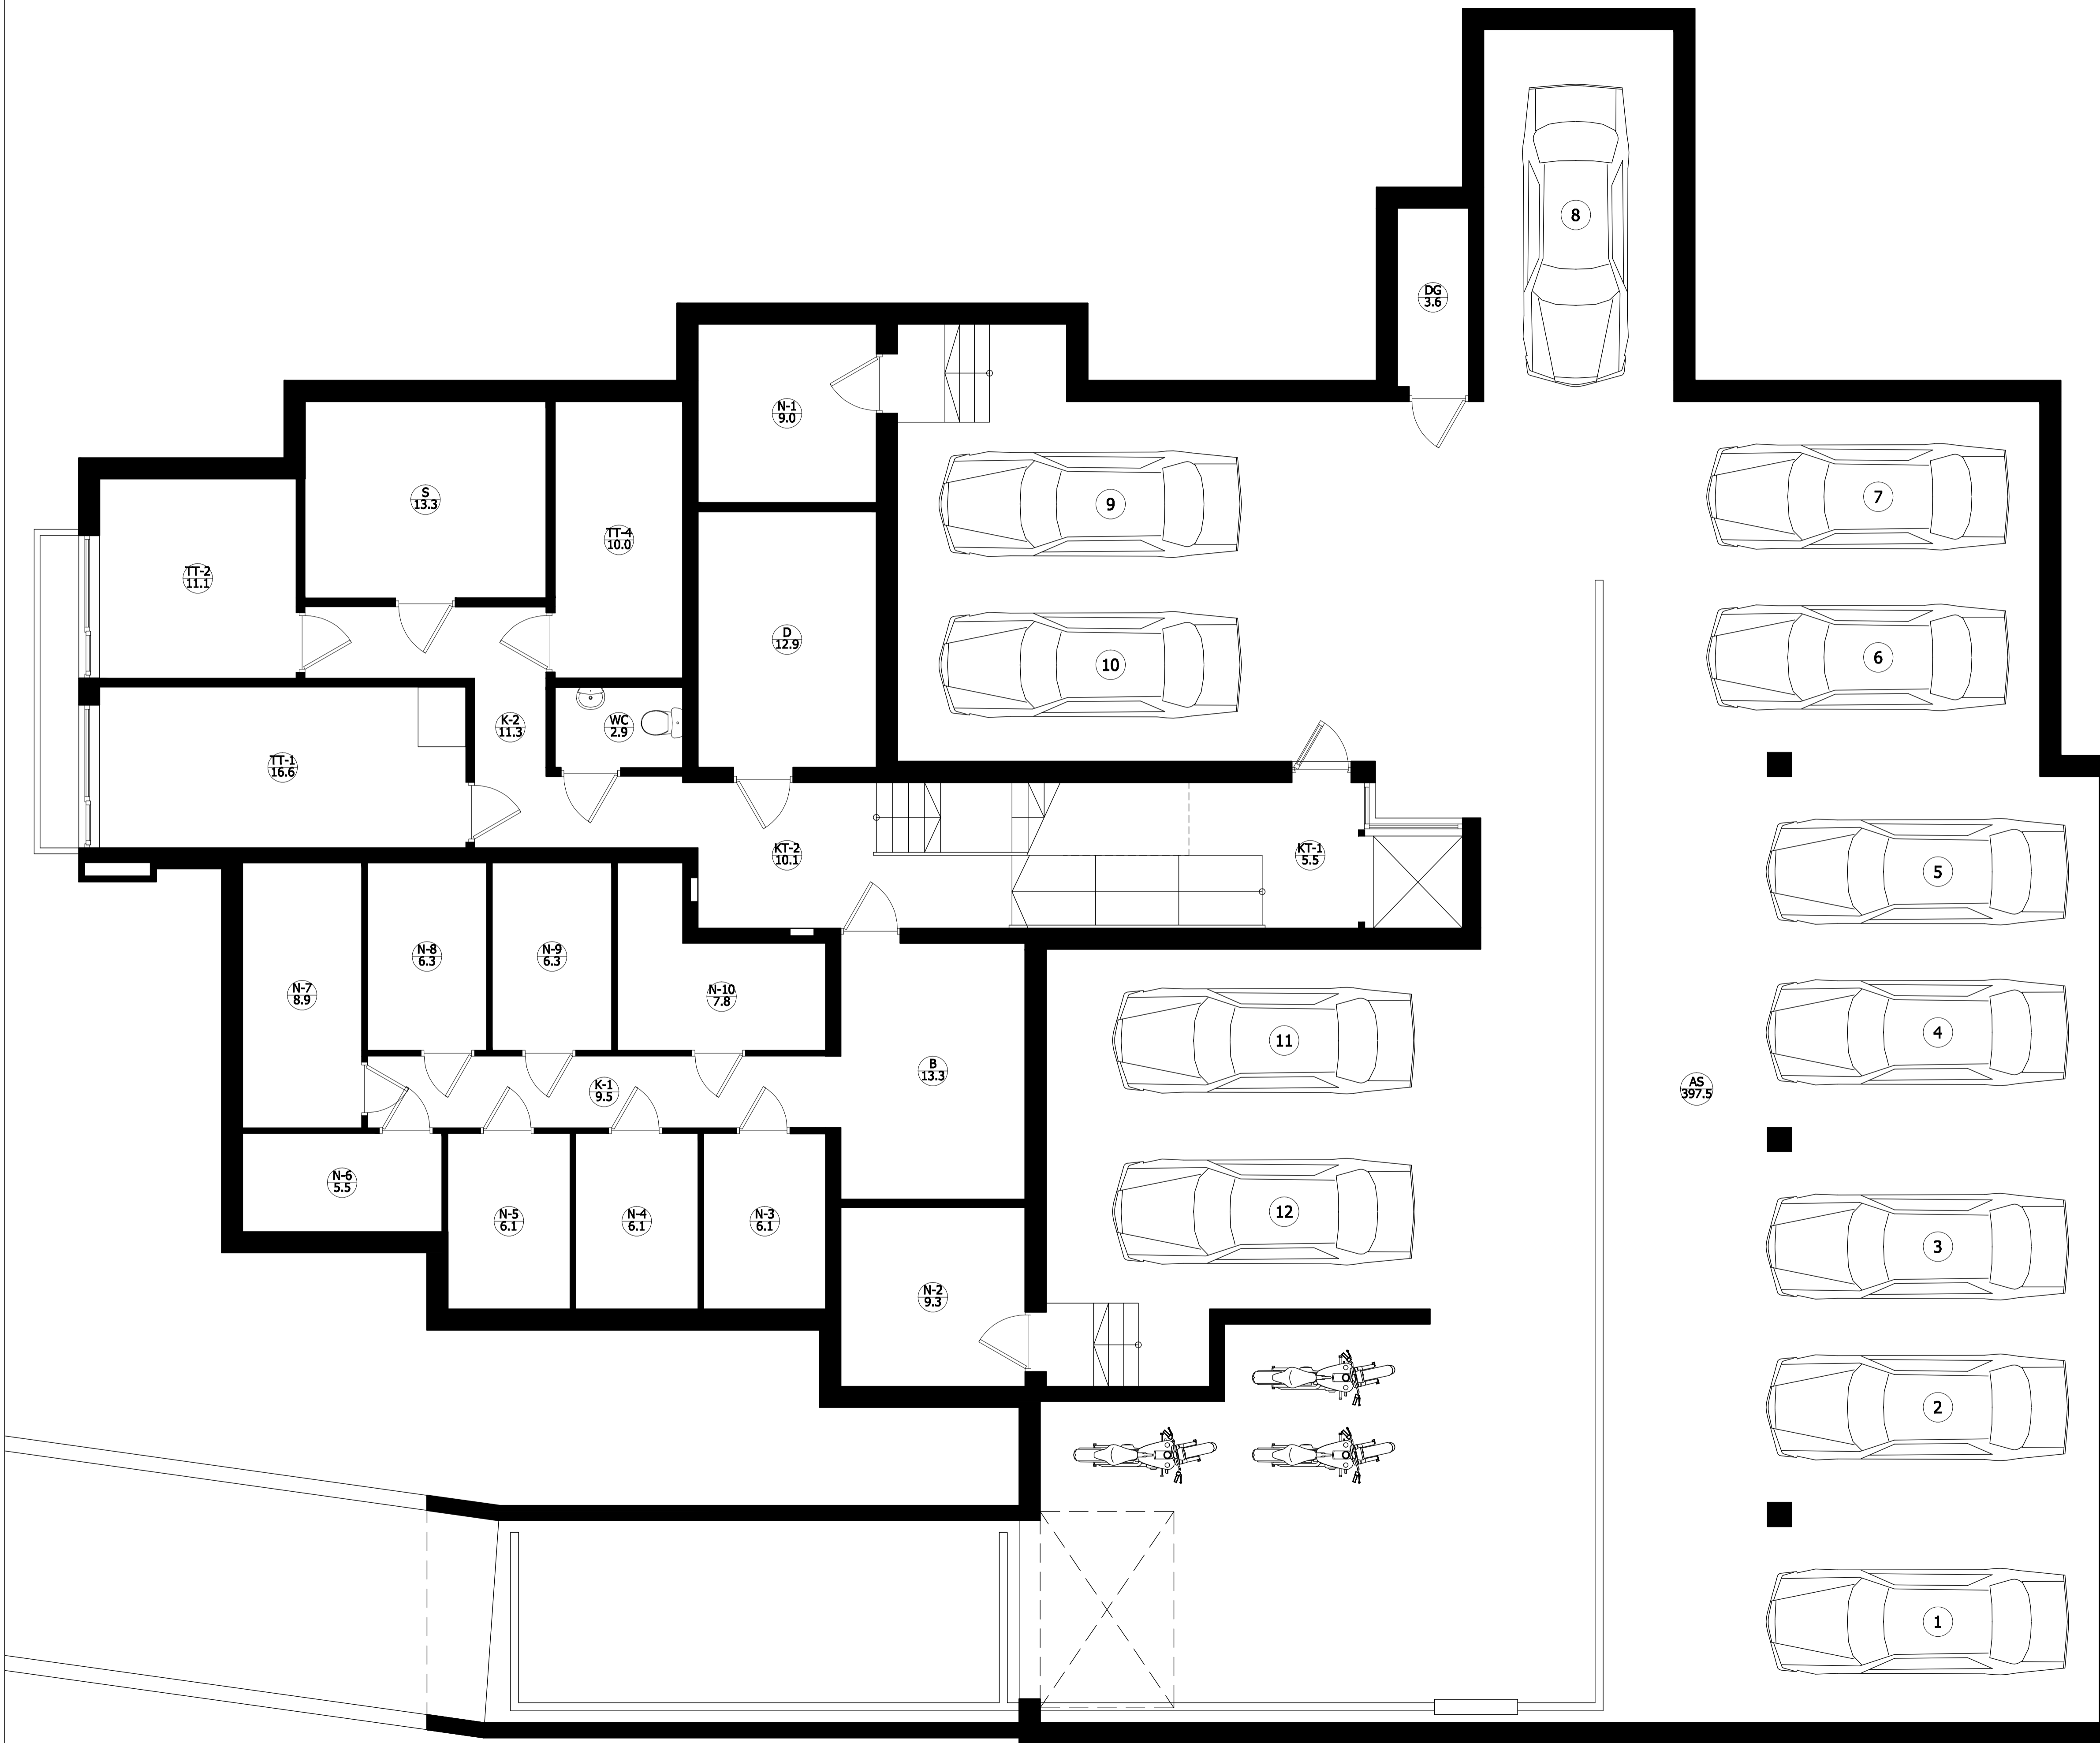 8
DG
3.6
N-1
9.0
S
13.3
9
7
TT-4
10.0
TT-2
11.1
D
12.9
10
6
K-2
11.3
WC
2.9
TT-1
16.6
KT-2
10.1
KT-1
5.5
5
N-8
6.3
N-9
6.3
N-7
8.9
N-10
7.8
11
4
B
13.3
K-1
9.5
AS
397.5
N-6
5.5
N-5
6.1
N-4
6.1
N-3
6.1
12
3
N-2
9.3
2
1